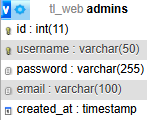 v tl_web admins
id : int(11)
username : varchar(50)
password : varchar(255)
email : varchar(100)
created_at : timestamp